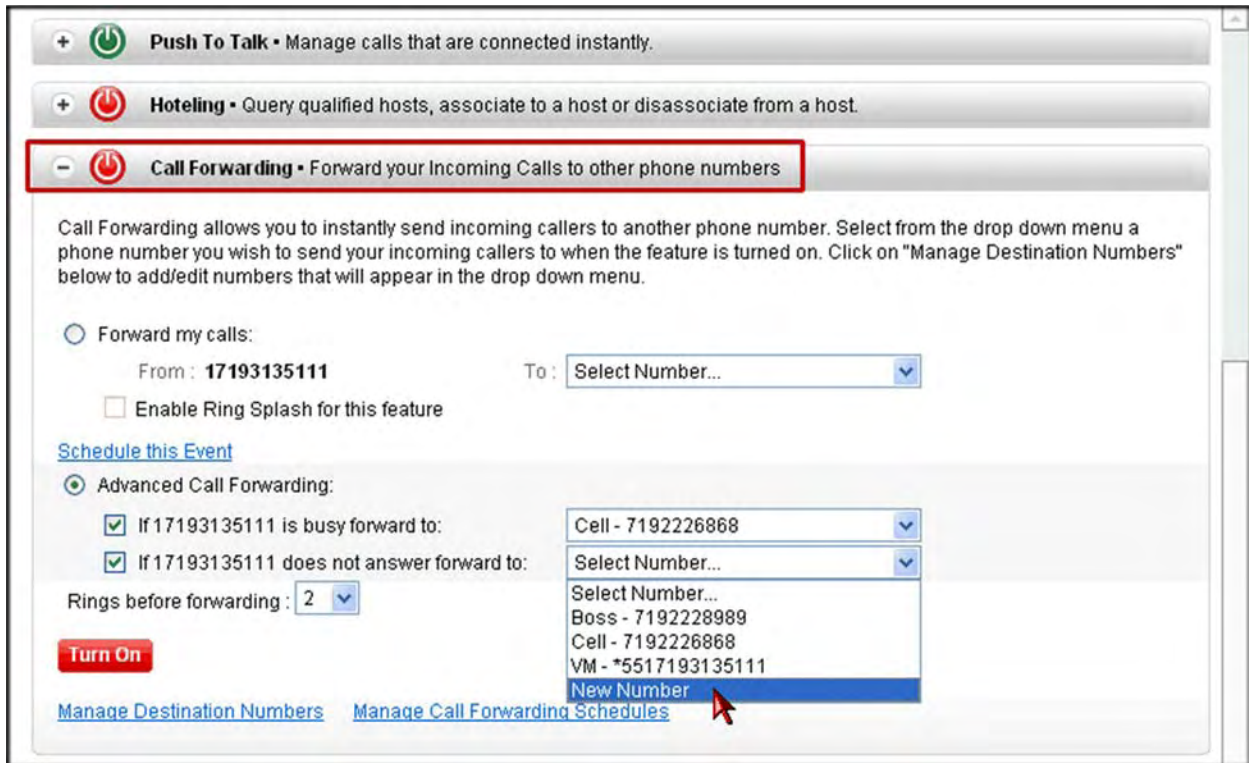 Push To Talk • Manage calls that are connected instantly.
Hoteling • Query qualified hosts, associate to a host or disassociate from a host.
Call Forwarding • Forward your Incoming Calls to other phone numbers
Call Forwarding allows you to instantly send incoming callers to another phone number. Select from the drop down menu a
phone number you wish to send your incoming callers to when the feature is turned on. Click on "Manage Destination Numbers"
below to add/edit numbers that will appear in the drop down menu.
Forward my calls:
From : 17193135111 To : Select Number...
Enable Ring Splash for this feature
Schedule this Event
Advanced Call Forwarding:
If 17193135111 is busy forward to: Cell - 7192226868
If 17193135111 does not answer forward to: Select Number...
Select Number...
Rings before forwarding : 2
Boss - 7192228989
Cell - 7192226868
Turn On
VM - *5517193135111
New Number
Manage Destination Numbers Manage Call Forwarding Schedules